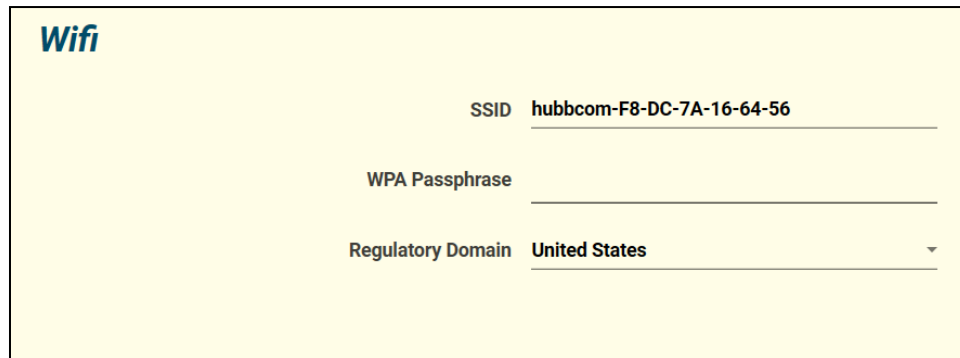 Wifi
SSID hubbcom-F8-DC-7A-16-64-56
WPA Passphrase
Regulatory Domain United States